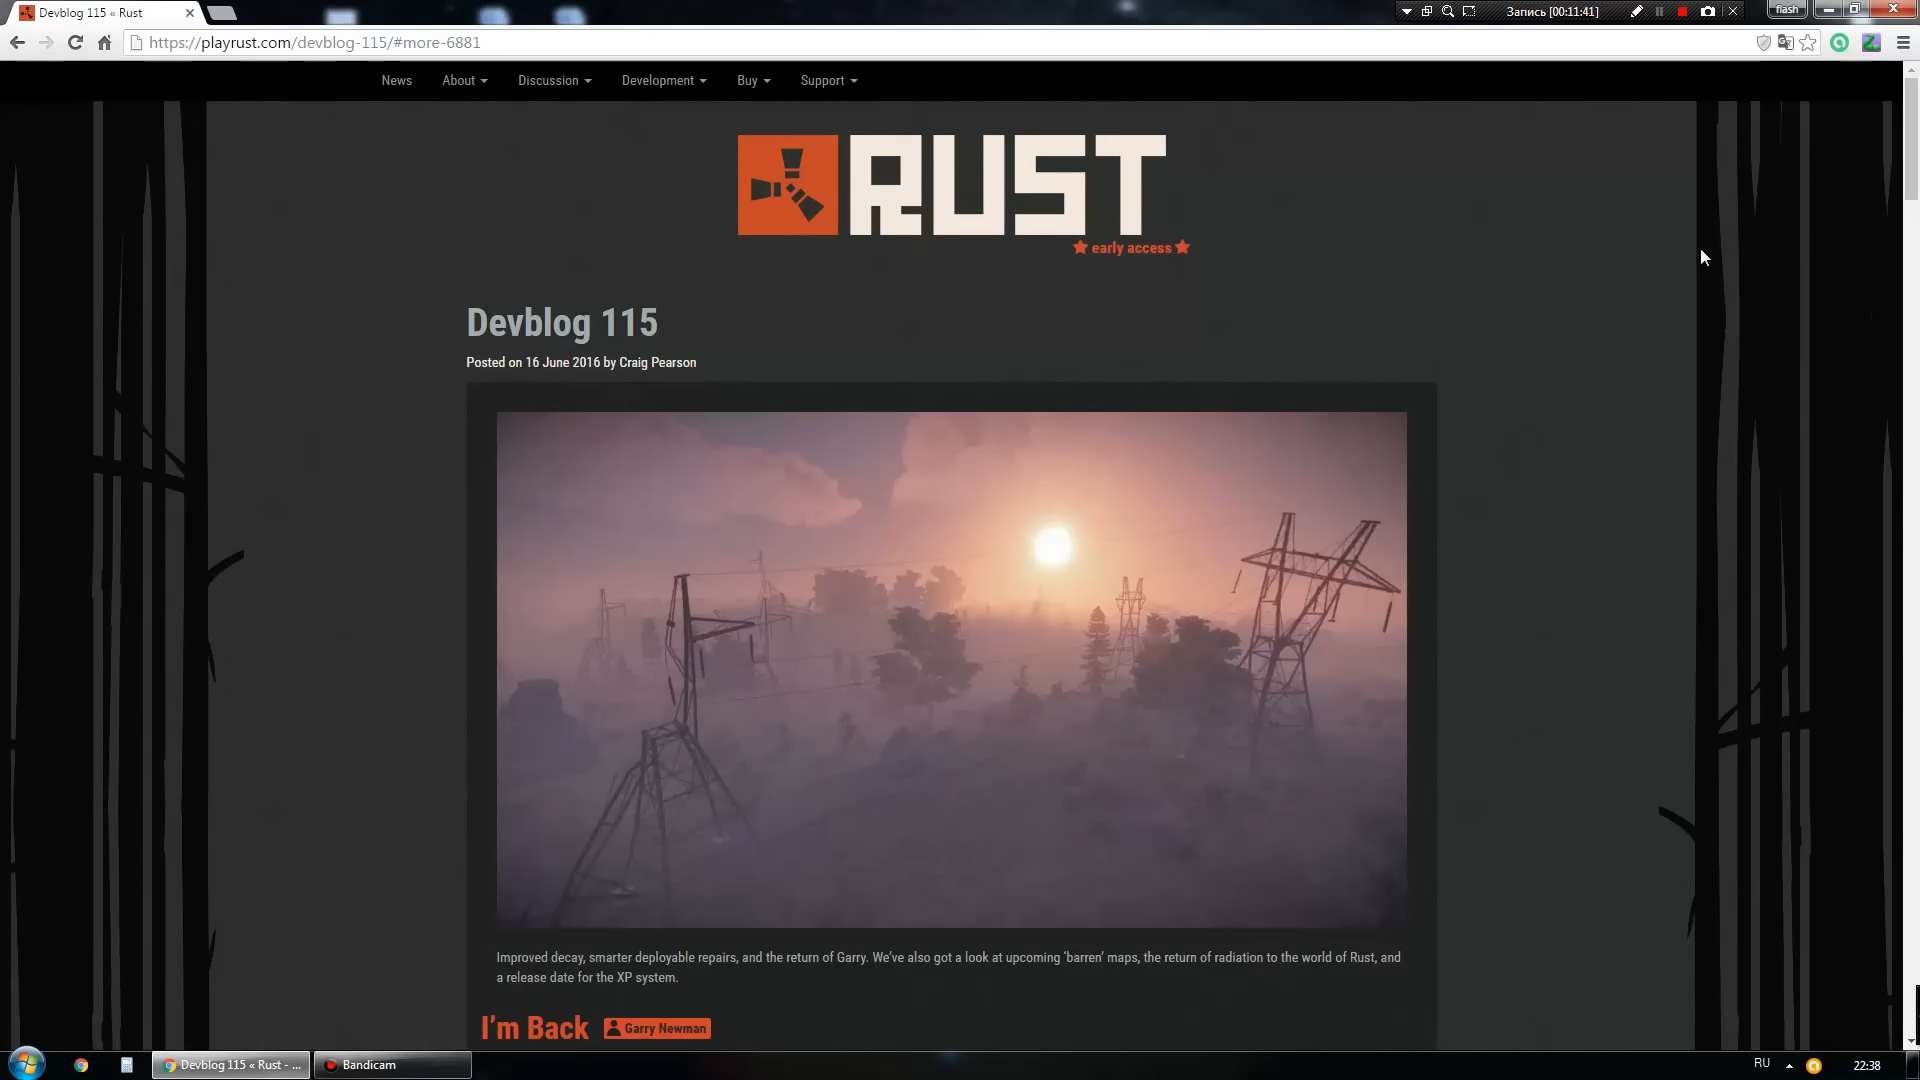 Devblog 115 « Rust
Запись [00:11:41]
flash
https://playrust.com/devblog-115/#more-6881
News
About
Discussion
Development
Buy
Support
RUST
early access
Devblog 115
Posted on 16 June 2016 by Craig Pearson
Improved decay, smarter deployable repairs, and the return of Garry. We've also got a look at upcoming 'barren' maps, the return of radiation to the world of Rust, and
a release date for the XP system.
I'm Back
Garry Newman
Devblog 115 « Rust - ...
Bandicam
RU
22:38